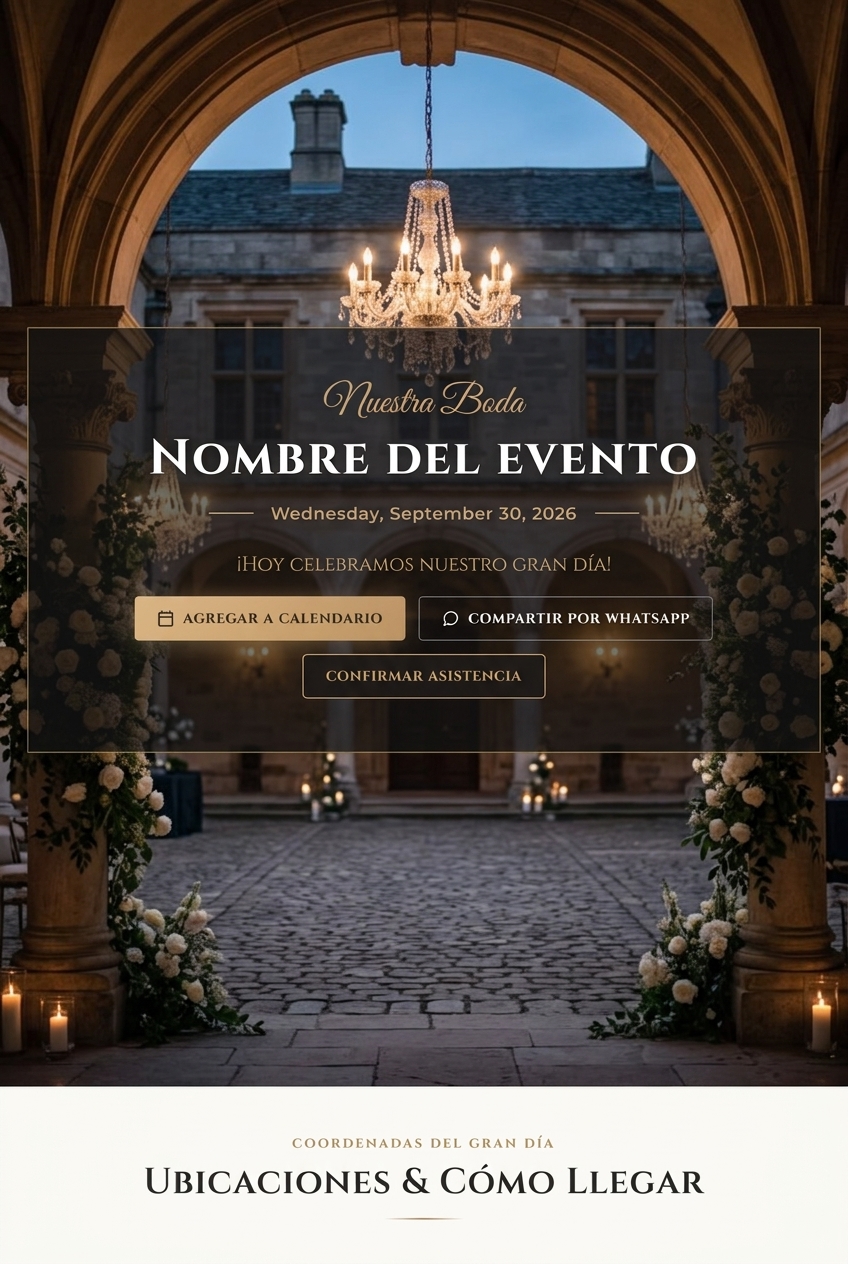 Nuestra Boda
Nombre del evento
Wednesday, September 30, 2026
¡Hoy celebramos nuestro gran día!
AGREGAR A CALENDARIO
COMPARTIR POR WHATSAPP
CONFIRMAR ASISTENCIA
COORDENADAS DEL GRAN DÍA
Ubicaciones & Cómo Llegar